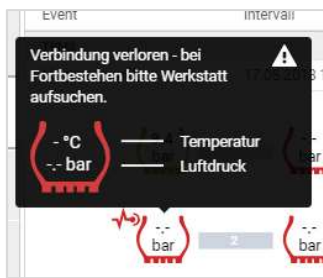 Event Intervall
Verbindung verloren - bei
Fortbestehen bitte Werkstatt
aufsuchen.
- °C Temperatur
-.- bar Luftdruck
-.- -.-
bar 2 bar